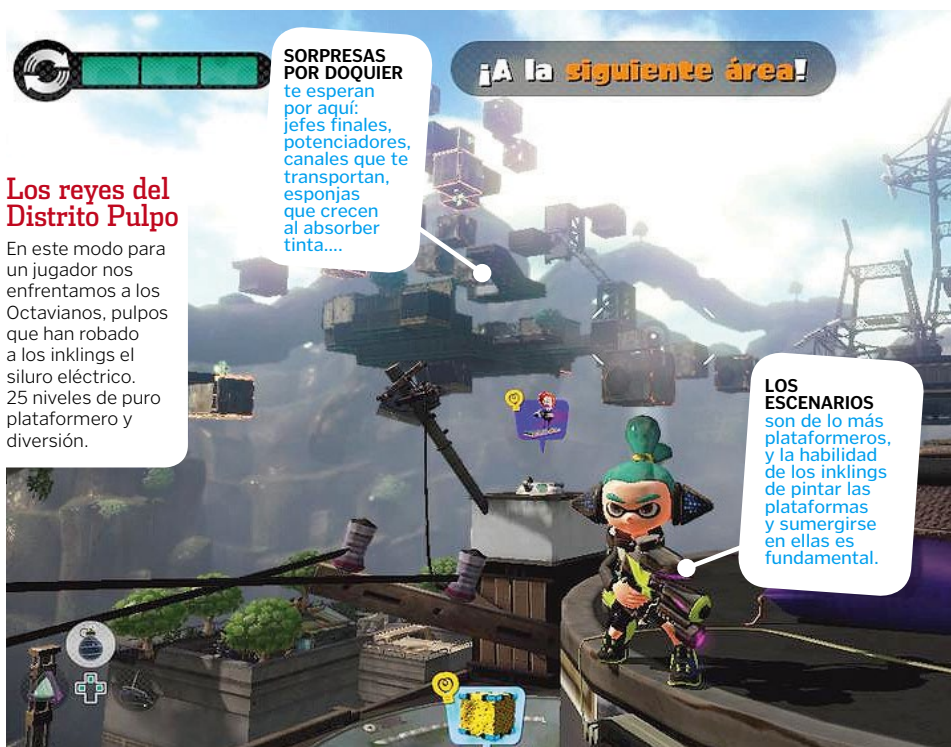 ¡A la siguiente área!
SORPRESAS
POR DOQUIER
te esperan
por aquí:
jefes finales,
potenciadores,
canales que te
transportan,
esponjas
que crecen
al absorber
tinta....
Los reyes del
Distrito Pulpo
En este modo para
un jugador nos
enfrentamos a los
Octavianos, pulpos
que han robado
a los inklings el
siluro eléctrico.
25 niveles de puro
plataformero y
diversión.
LOS
ESCENARIOS
son de lo más
plataformeros,
y la habilidad
de los inklings
de pintar las
plataformas
y sumergirse
en ellas es
fundamental.